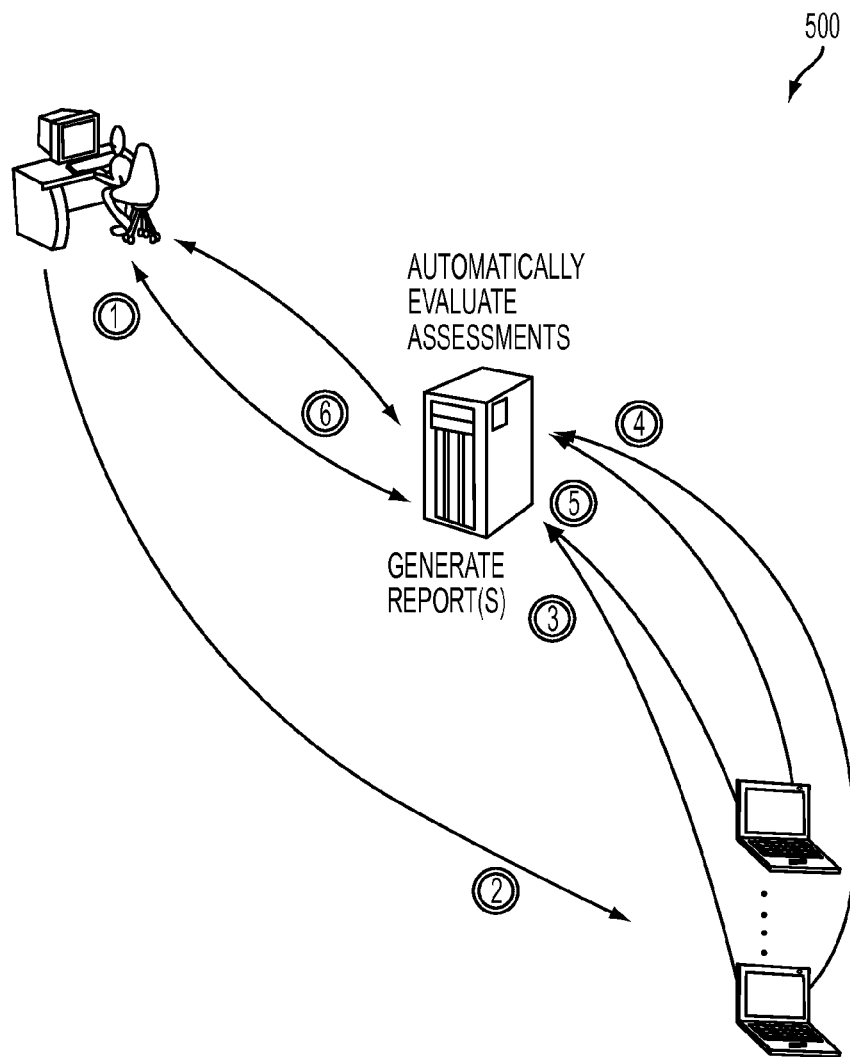 500
AUTOMATICALLY
EVALUATE
ASSESSMENTS
1
6
4
5
GENERATE
REPORT(S)
3
2